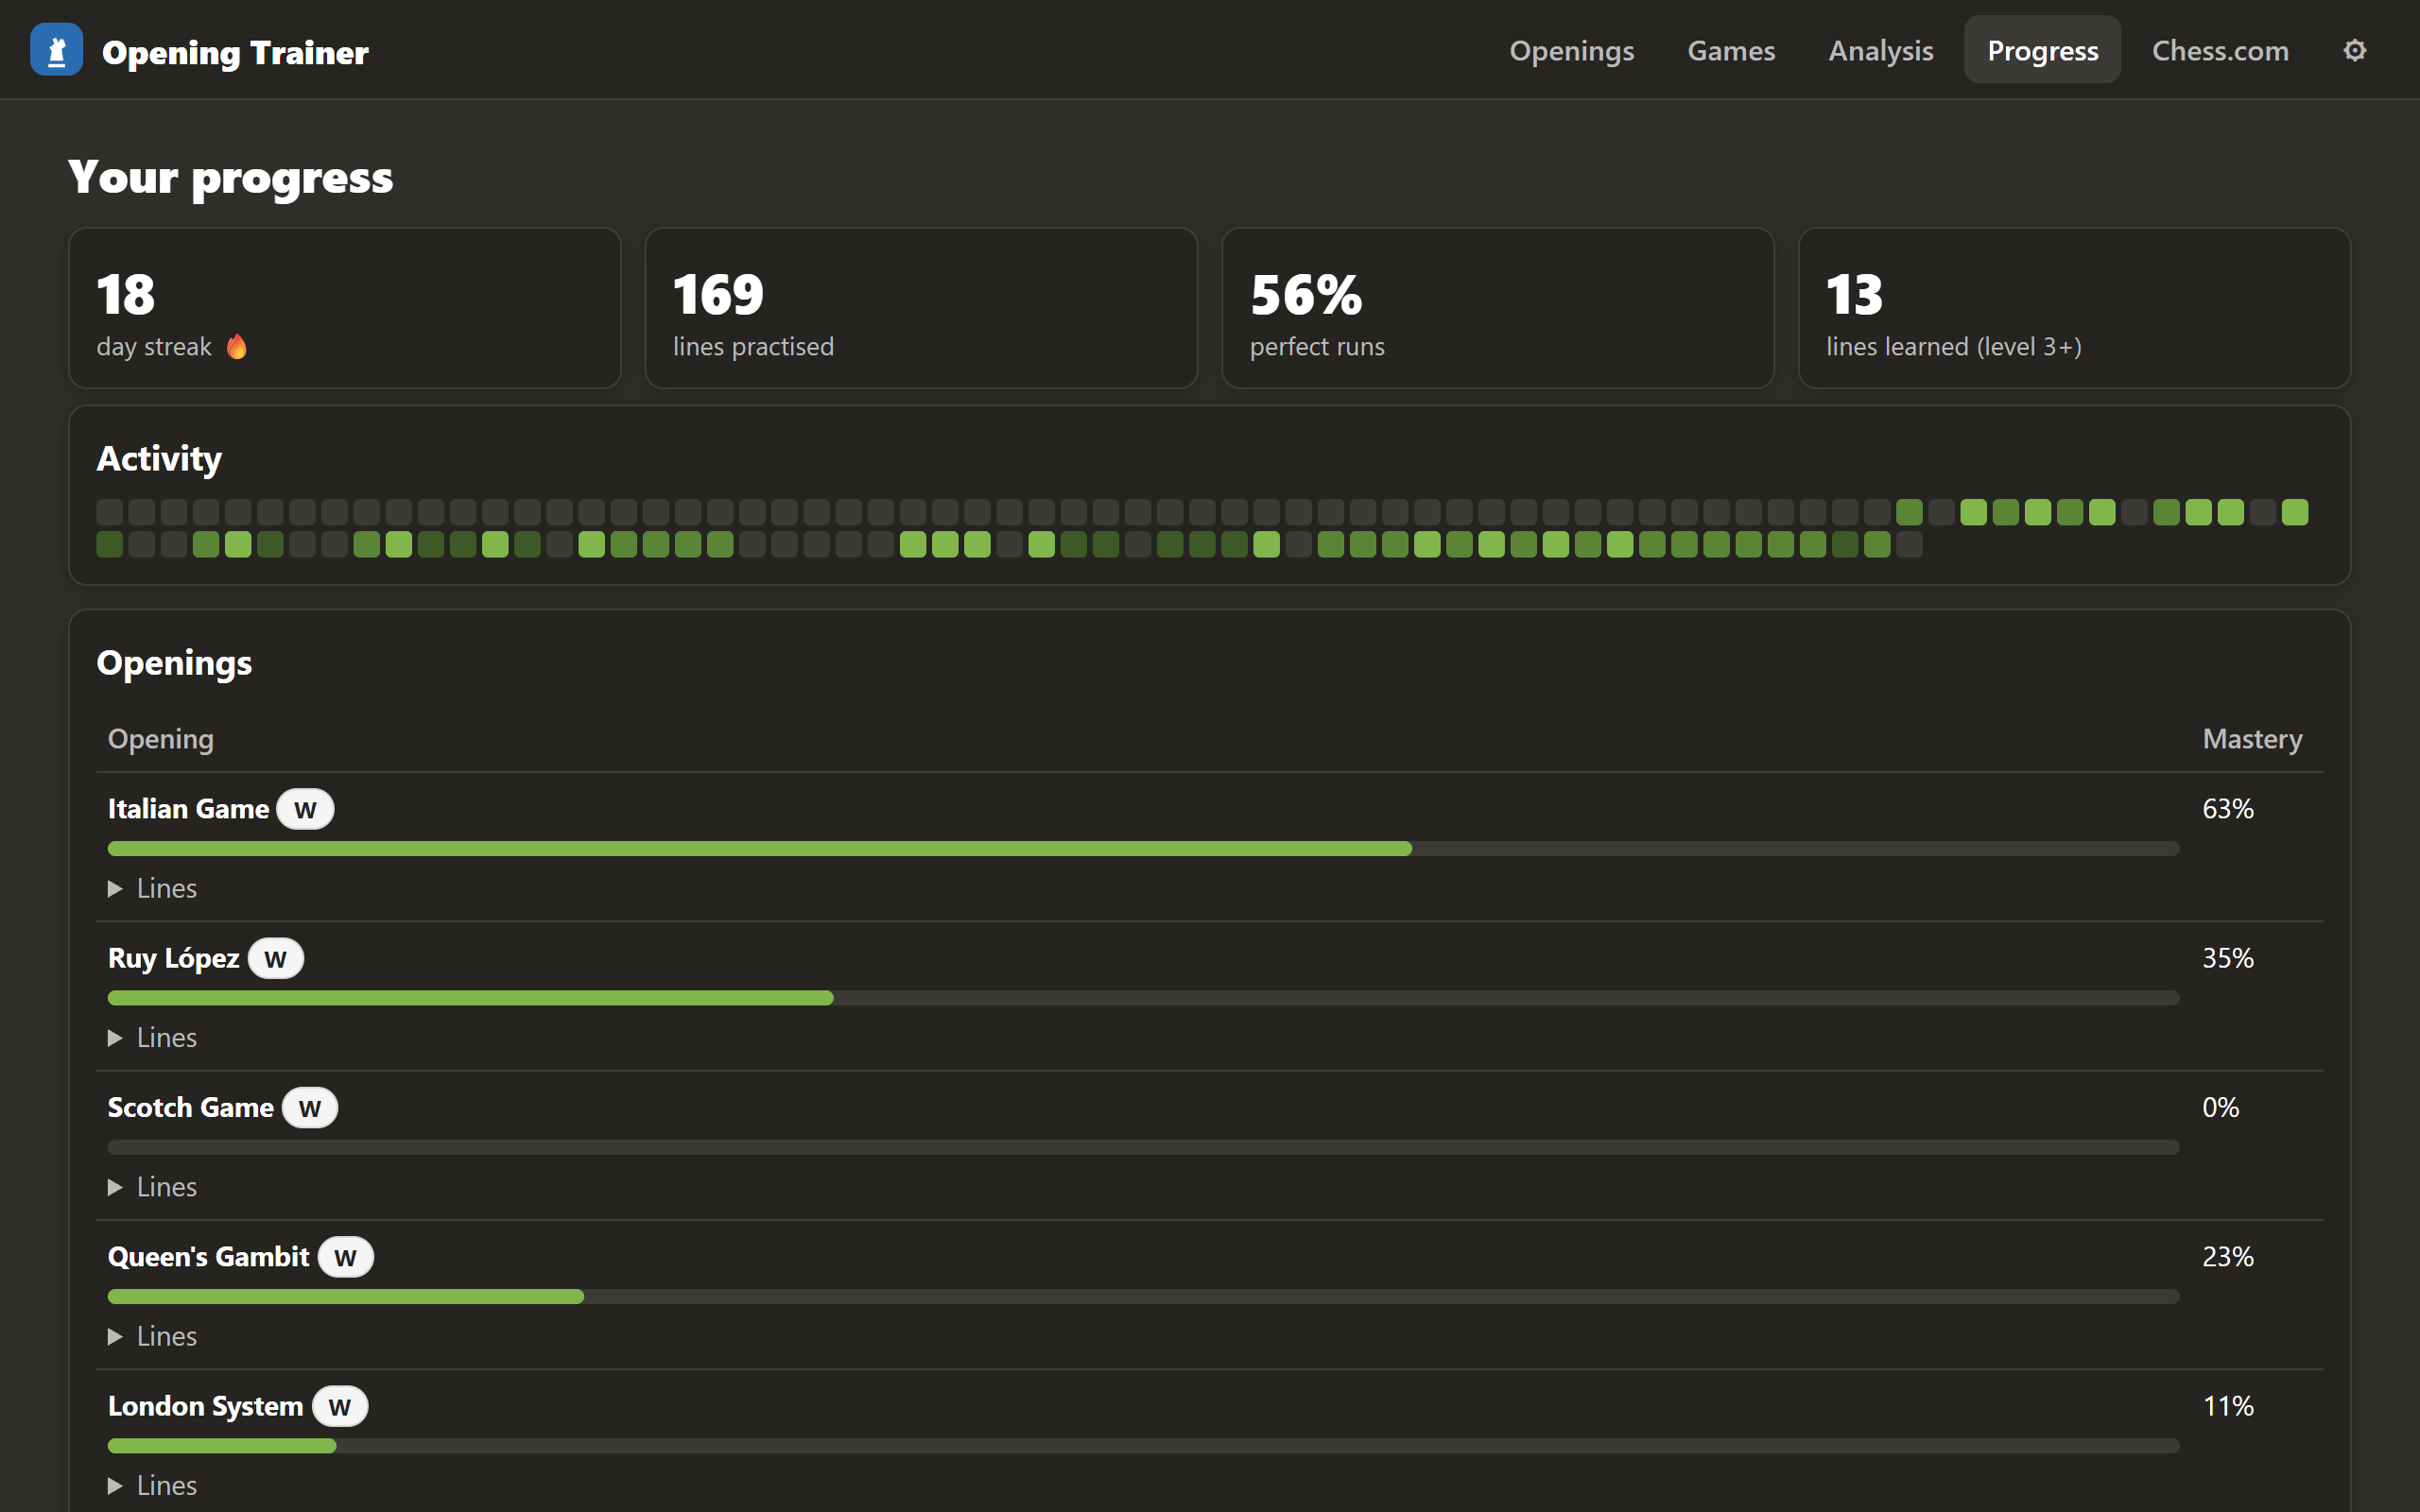 Opening Trainer
Openings Games Analysis Progress Chess.com
Your progress
18
day streak
169
lines practised
56%
perfect runs
13
lines learned (level 3+)
Activity
Openings
Opening Mastery
Italian Game W 63%
Lines
Ruy López W 35%
Lines
Scotch Game W 0%
Lines
Queen's Gambit W 23%
Lines
London System W 11%
Lines